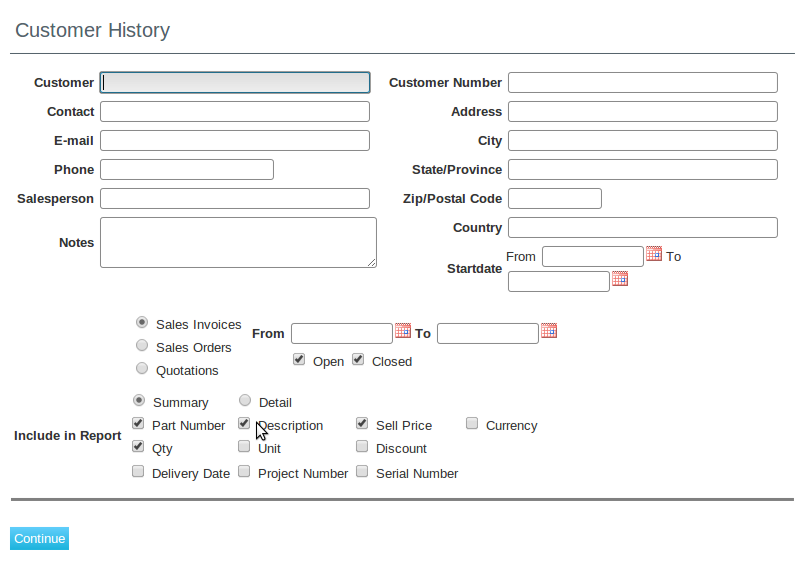 Customer History
Customer
Customer Number
Contact
Address
E-mail
City
Phone
State/Province
Salesperson
Zip/Postal Code
Notes
Country
Startdate
From To
Sales Invoices
Sales Orders
Quotations
From To
Open Closed
Include in Report
Summary Detail
Part Number Description Sell Price Currency
Qty Unit Discount
Delivery Date Project Number Serial Number
Continue